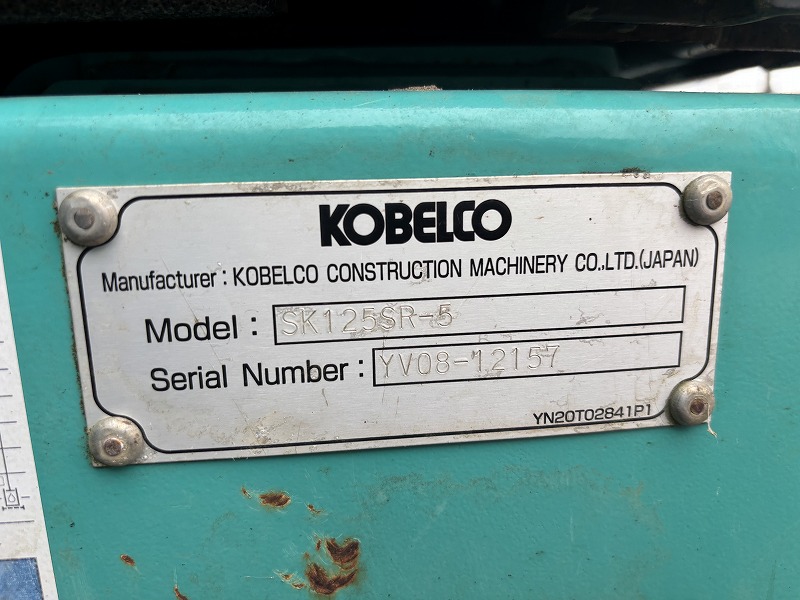 KOBELCO
Manufacturer : KOBELCO CONSTRUCTION MACHINERY CO.,LTD.(JAPAN)
Model : SK125SR-5
Serial Number : YV08-12157
YN20T02841P1